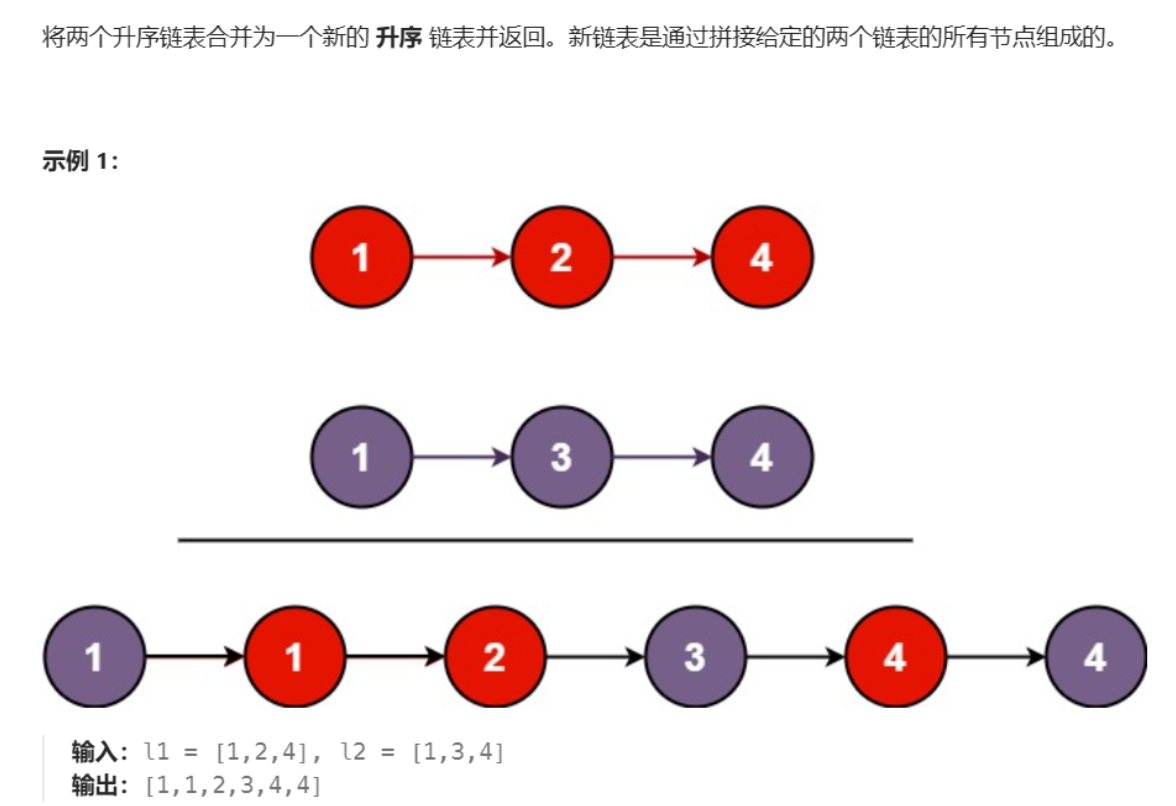 将两个升序链表合并为一个新的 升序 链表并返回。新链表是通过拼接给定的两个链表的所有节点组成的。
示例 1:
1 2 4
1 3 4
1 1 2 3 4 4
输入: l1 = [1,2,4], l2 = [1,3,4]
输出: [1,1,2,3,4,4]